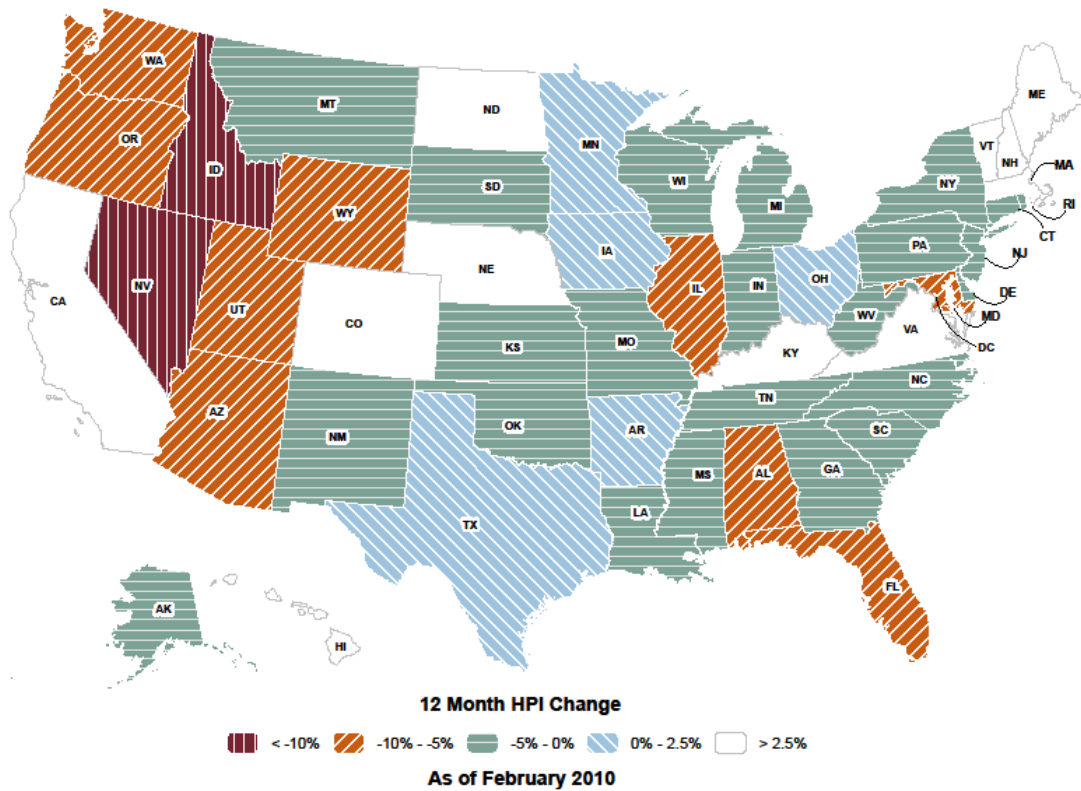 WA
MT
ND
ME
OR
ID
MN
VT
NH
MA
WY
SD
WI
MI
NY
RI
CT
IA
PA
NJ
NE
NV
UT
CA
CO
IL
IN
OH
DE
MD
DC
WV
VA
KS
MO
KY
AZ
NM
OK
TN
NC
AR
SC
MS
AL
GA
TX
LA
FL
AK
HI
12 Month HPI Change
< -10% -10% - -5% -5% - 0% 0% - 2.5% > 2.5%
As of February 2010